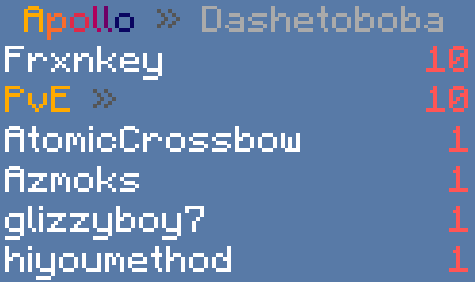 Apollo » Dashetoboba
Frxnkey 10
PvE » 10
AtomicCrossbow 1
Azmoks 1
glizzyboy7 1
hiyoumethod 1